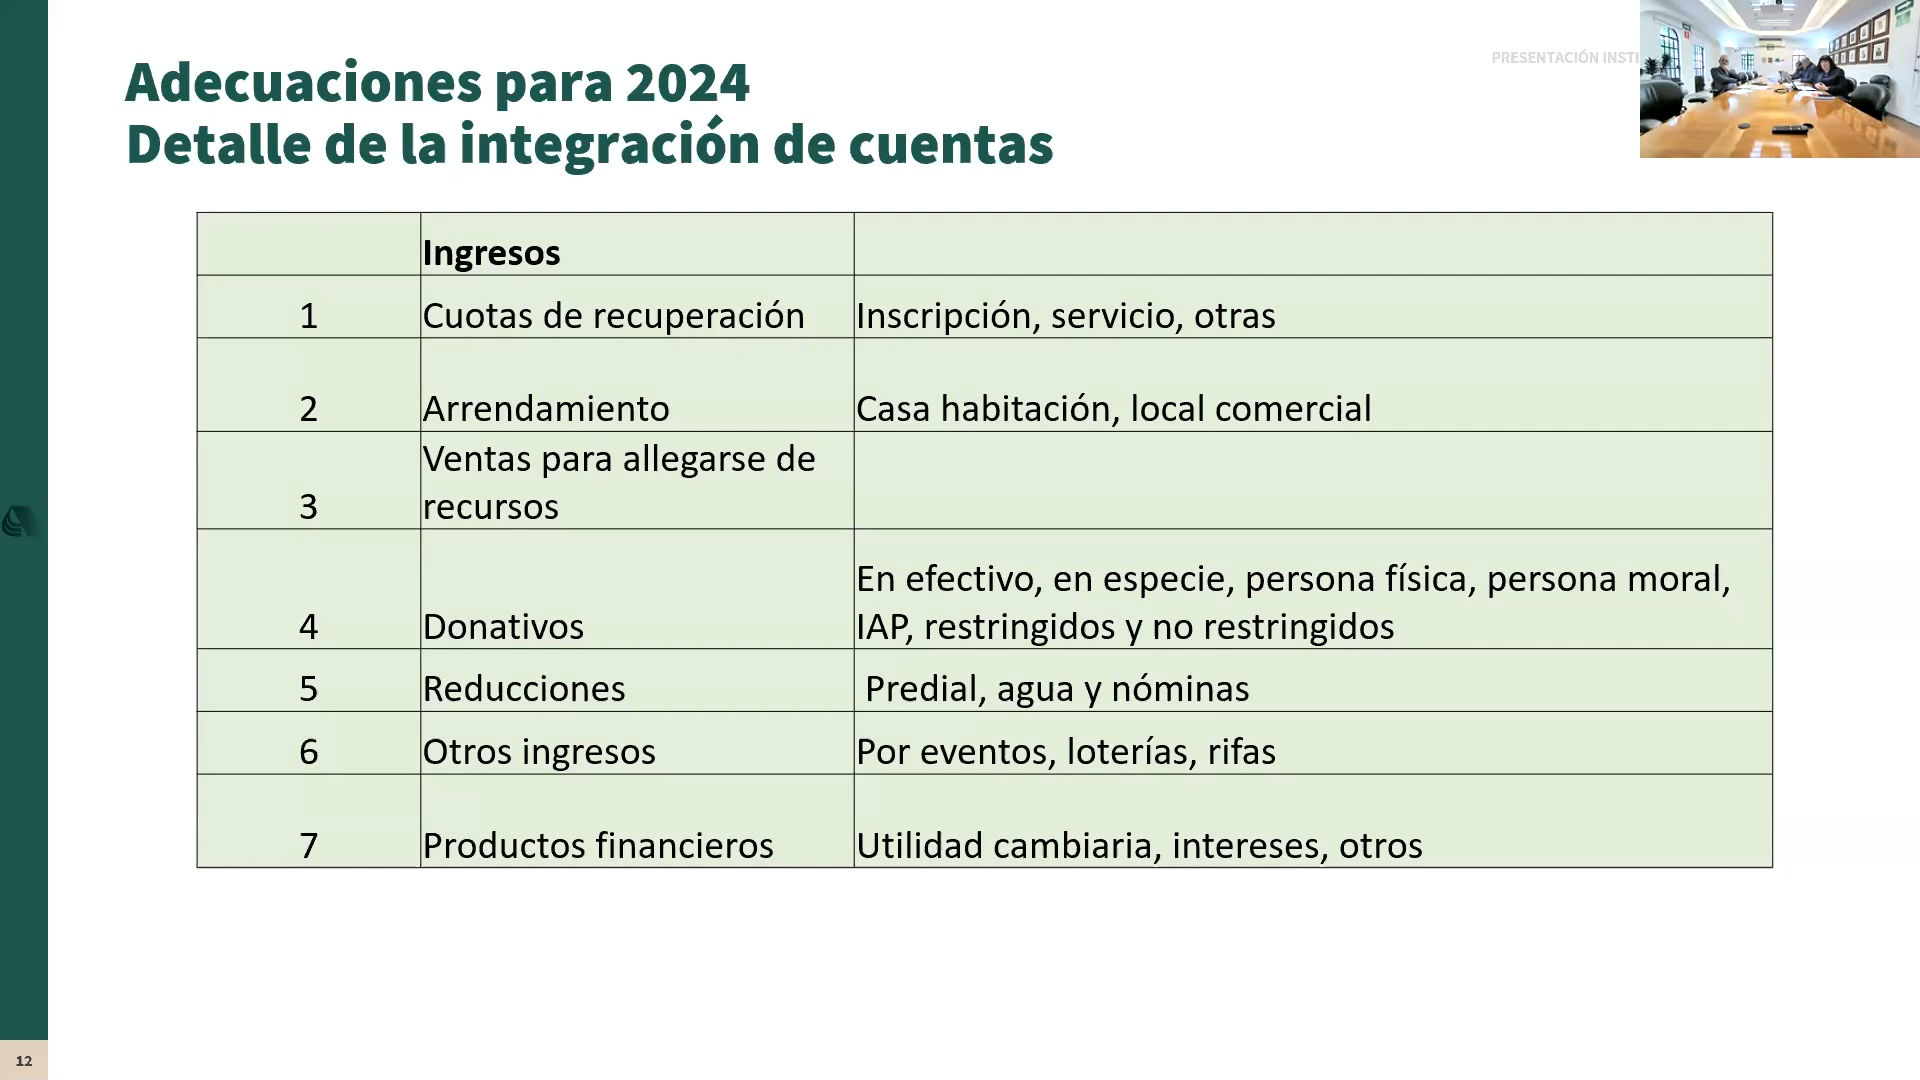 PRESENTACIÓN INSTI
Adecuaciones para 2024
Detalle de la integración de cuentas
Ingresos
1 Cuotas de recuperación Inscripción, servicio, otras
2 Arrendamiento Casa habitación, local comercial
3 Ventas para allegarse de
recursos
4 Donativos En efectivo, en especie, persona física, persona moral,
IAP, restringidos y no restringidos
5 Reducciones Predial, agua y nóminas
6 Otros ingresos Por eventos, loterías, rifas
7 Productos financieros Utilidad cambiaria, intereses, otros
12